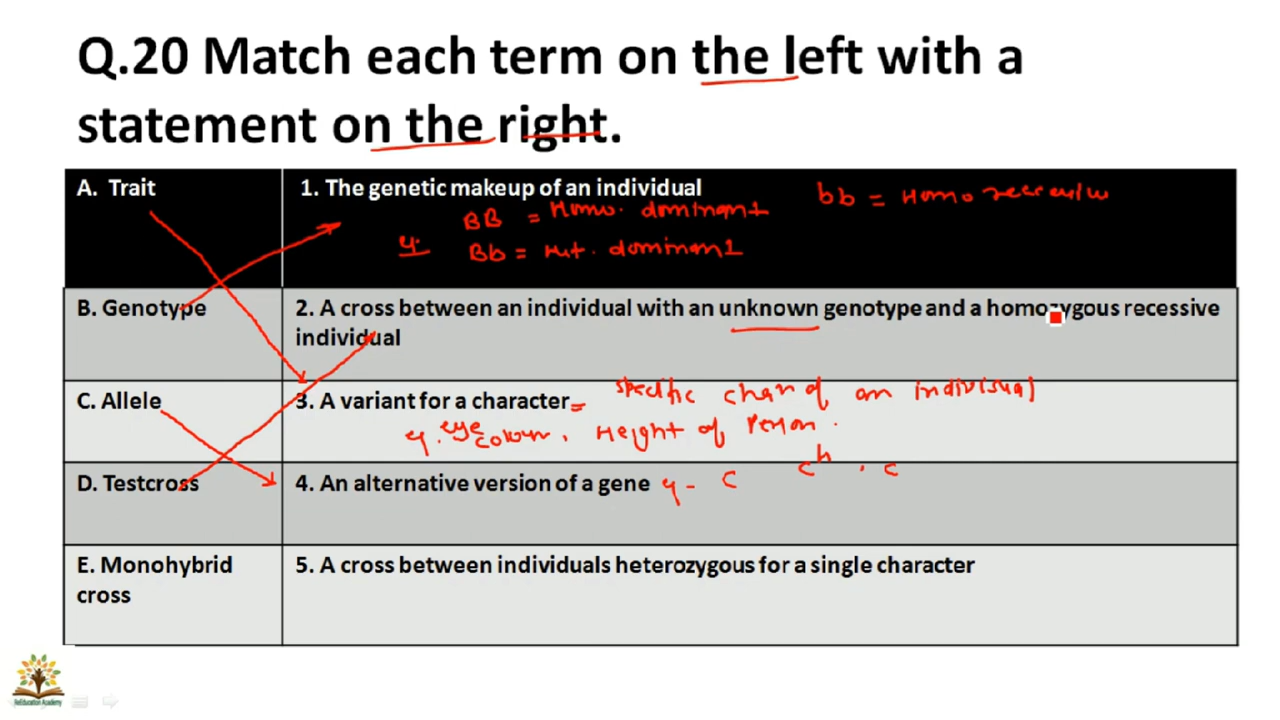 Q.20 Match each term on the left with a
statement on the right.
A. Trait
1. The genetic makeup of an individual
BB = Homo. dominant
bb = Homo recessive
Bb = Het. dominant
B. Genotype
2. A cross between an individual with an unknown genotype and a homozygous recessive
individual
C. Allele
3. A variant for a character = specific char of an individual
eye colour, Height of Person.
D. Testcross
4. An alternative version of a gene
C c^h, c
E. Monohybrid
cross
5. A cross between individuals heterozygous for a single character